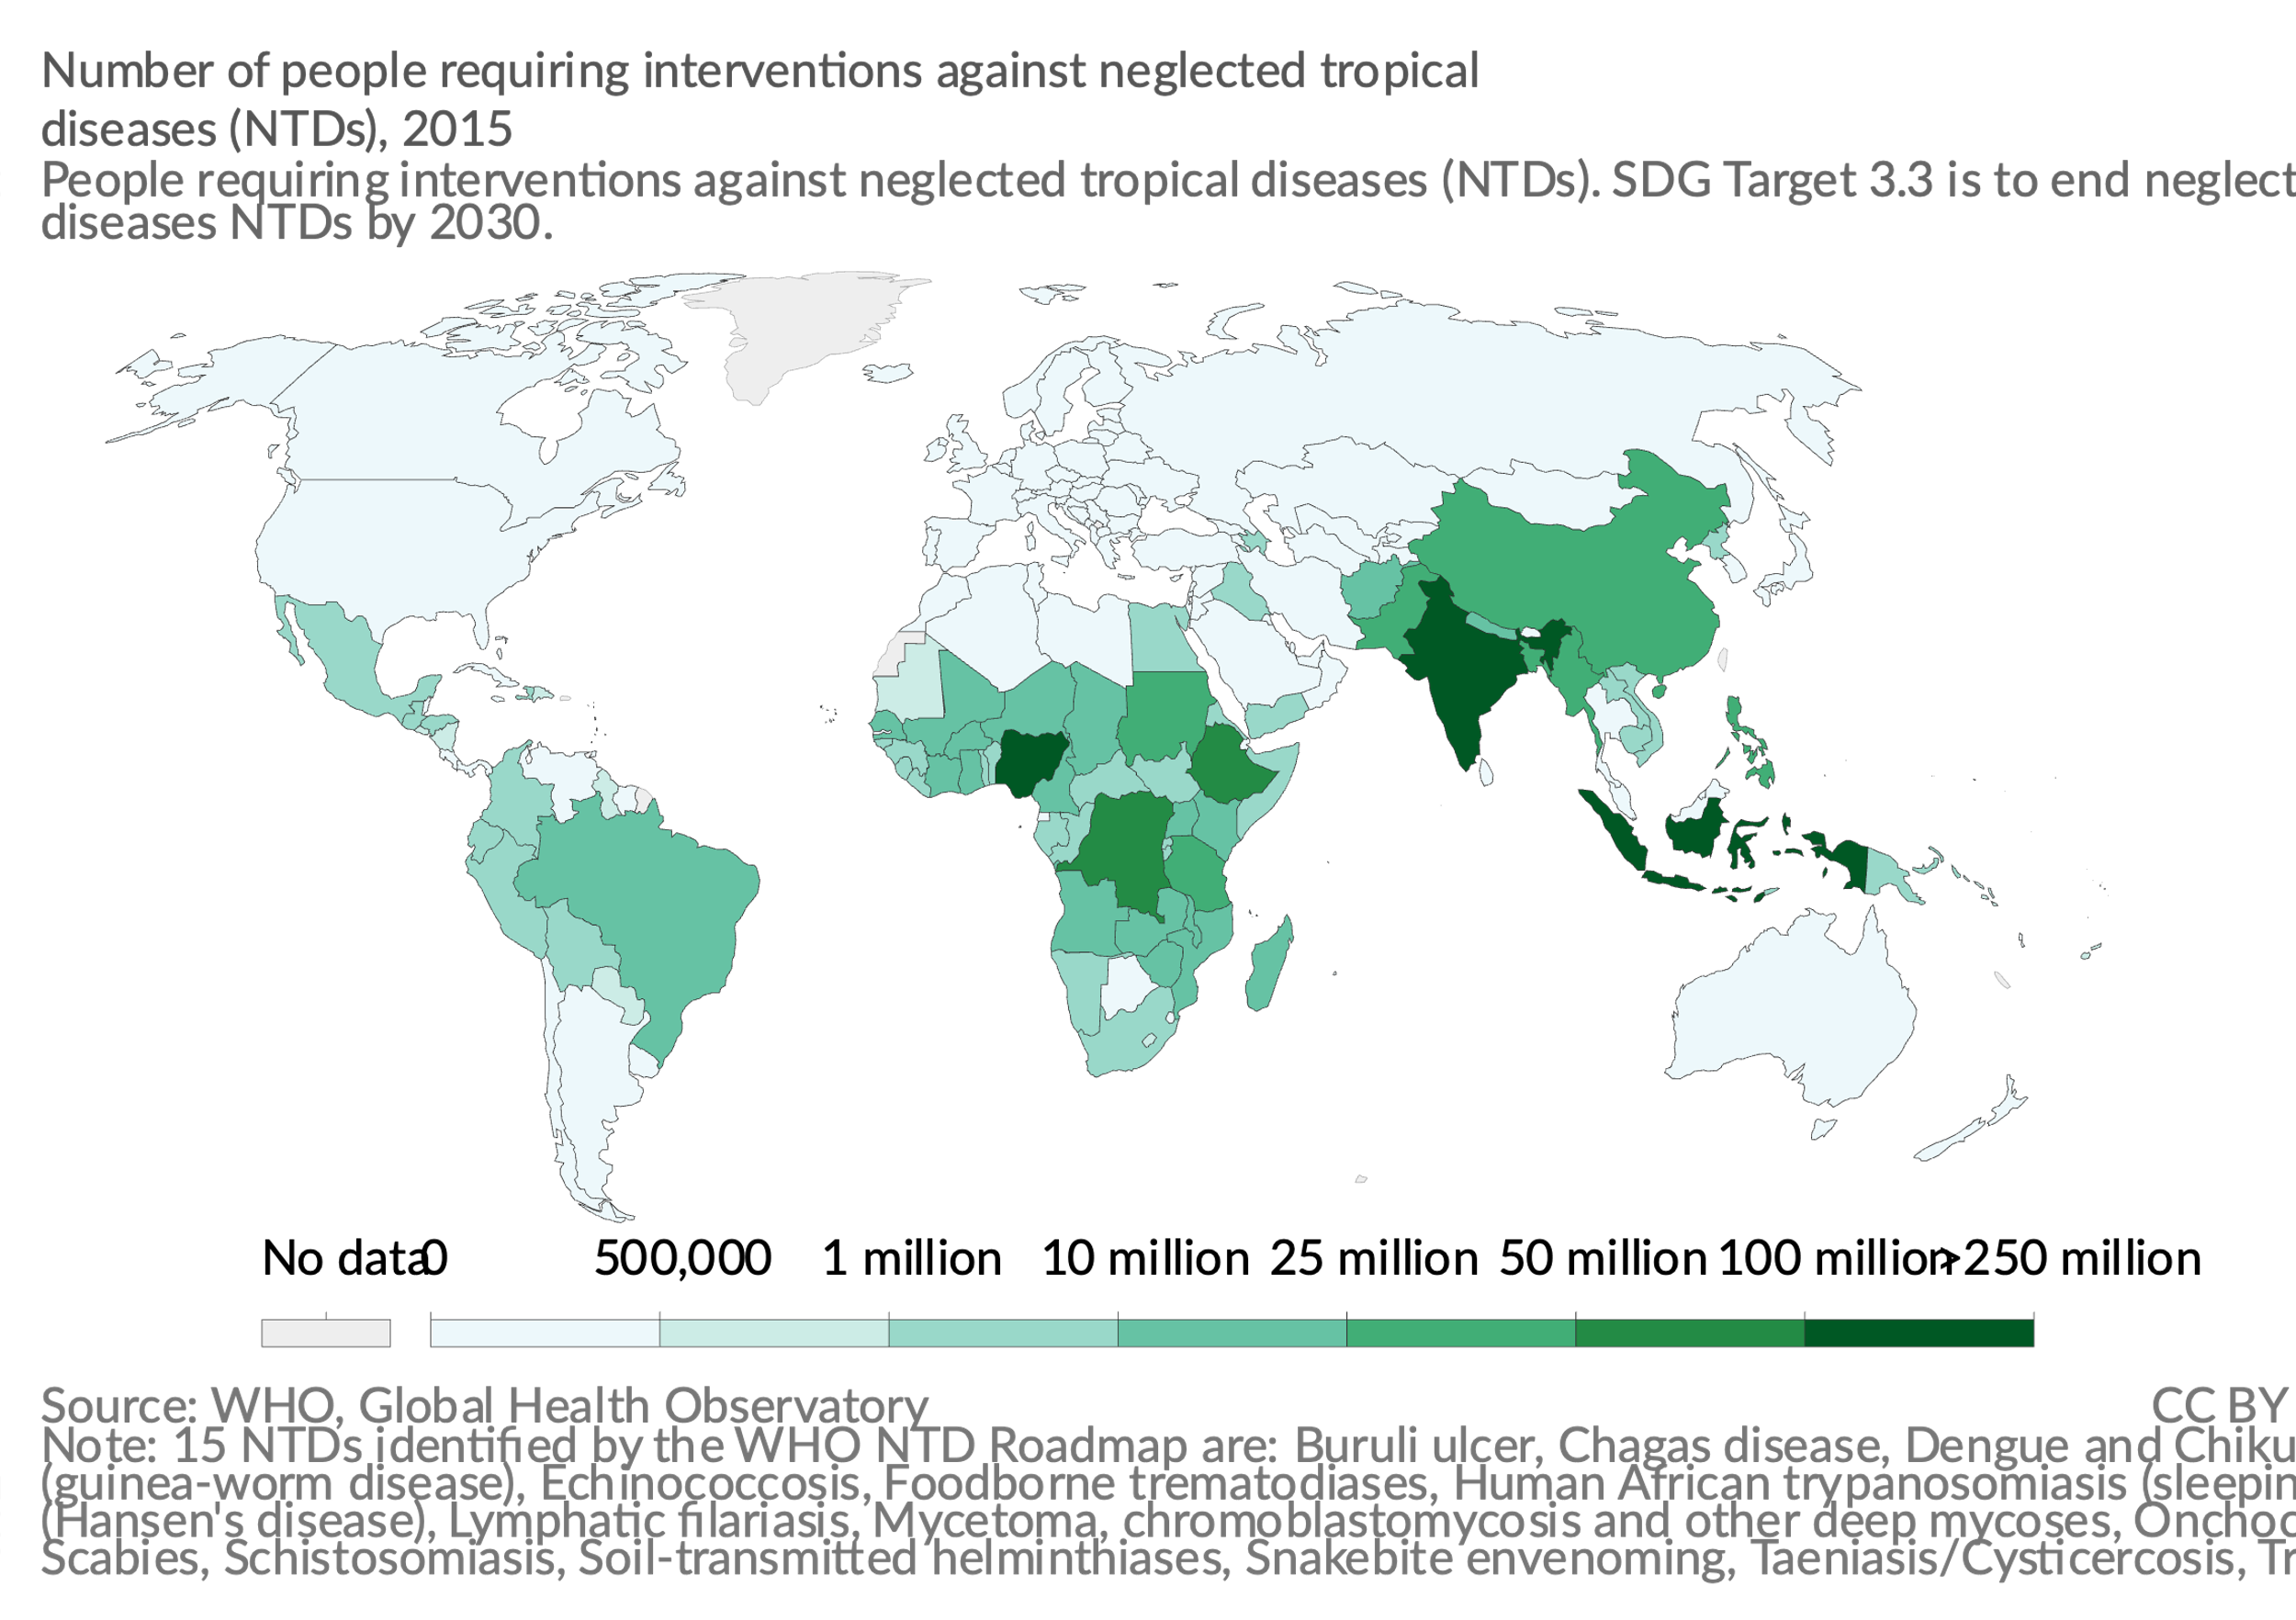 Number of people requiring interventions against neglected tropical
diseases (NTDs), 2015
People requiring interventions against neglected tropical diseases (NTDs). SDG Target 3.3 is to end neglect
diseases NTDs by 2030.
No data 0 500,000 1 million 10 million 25 million 50 million 100 million >250 million
Source: WHO, Global Health Observatory CC BY
Note: 15 NTDs identified by the WHO NTD Roadmap are: Buruli ulcer, Chagas disease, Dengue and Chiku
(guinea-worm disease), Echinococcosis, Foodborne trematodiases, Human African trypanosomiasis (sleepin
(Hansen's disease), Lymphatic filariasis, Mycetoma, chromoblastomycosis and other deep mycoses, Onchoc
Scabies, Schistosomiasis, Soil-transmitted helminthiases, Snakebite envenoming, Taeniasis/Cysticercosis, Tr